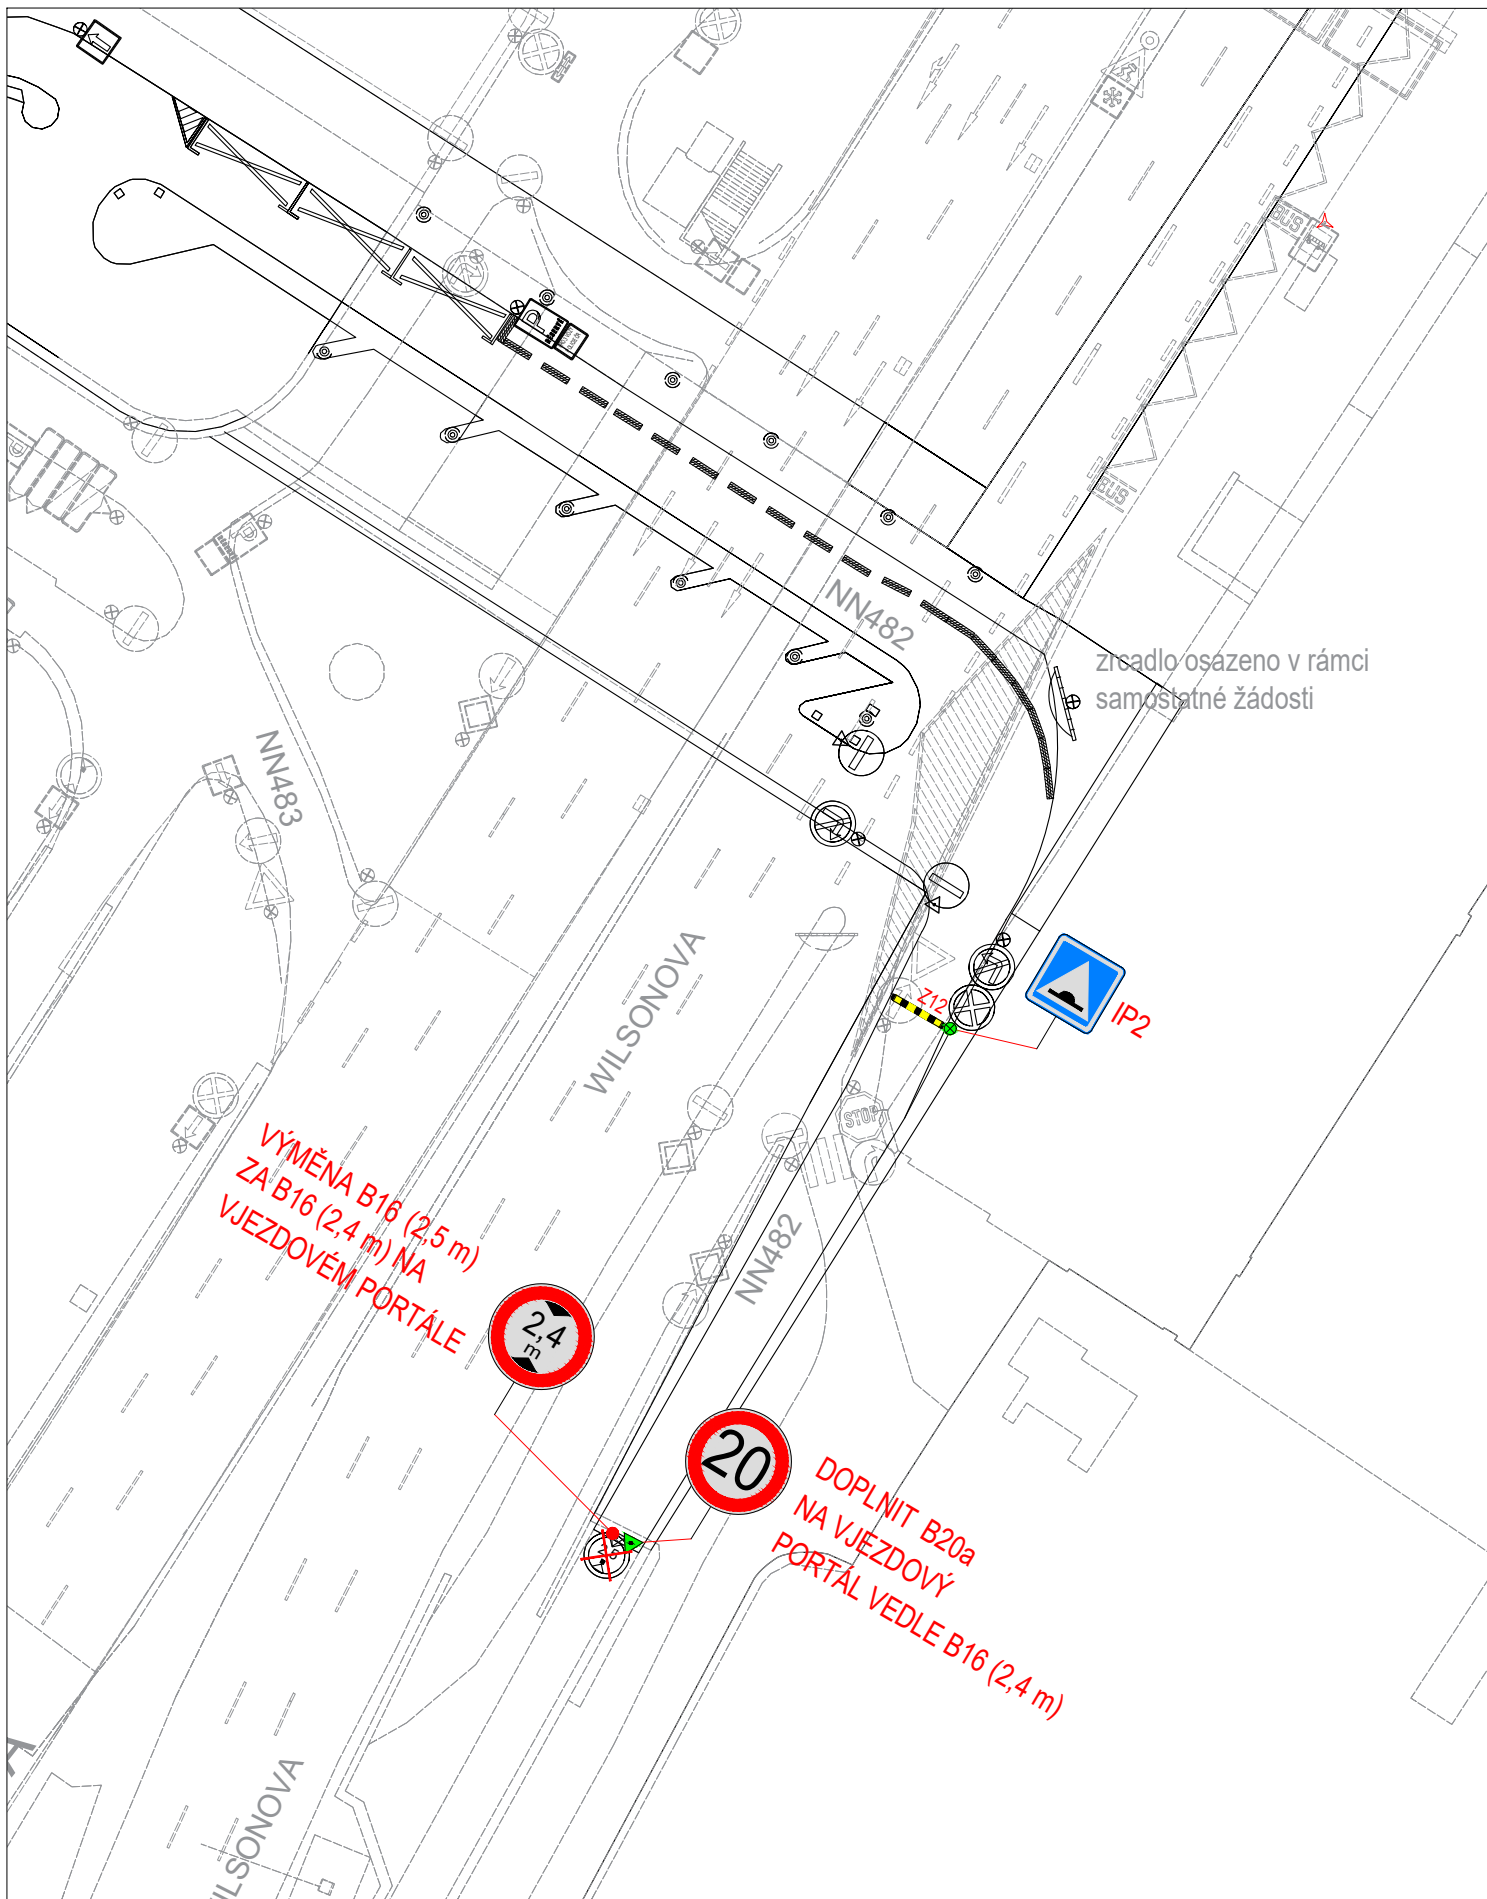 BUS
BUS
P
P
NN482
zrcadlo osazeno v rámci
samostatné žádosti
NN483
WILSONOVA
Z12
IP2
STOP
VÝMĚNA B16 (2,5 m)
ZA B16 (2,4 m) NA
VJEZDOVÉM PORTÁLE
NN482
2,4
m
20
DOPLNIT B20a
NA VJEZDOVÝ
PORTÁL VEDLE B16 (2,4 m)
A
WILSONOVA